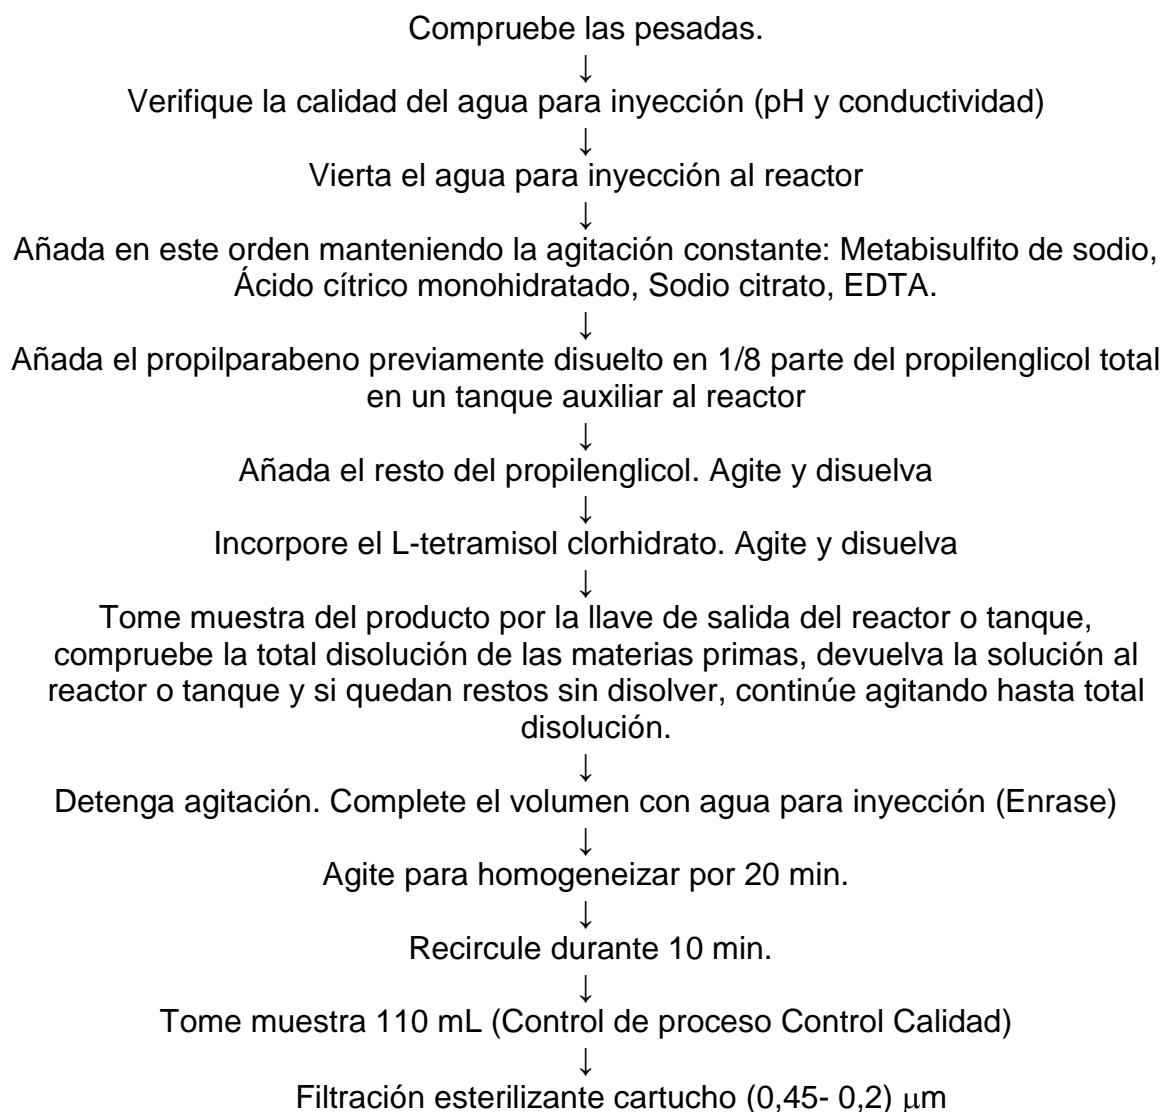 Compruebe las pesadas.
↓
Verifique la calidad del agua para inyección (pH y conductividad)
↓
Vierta el agua para inyección al reactor
↓
Añada en este orden manteniendo la agitación constante: Metabisulfito de sodio,
Ácido cítrico monohidratado, Sodio citrato, EDTA.
↓
Añada el propilparabeno previamente disuelto en 1/8 parte del propilenglicol total
en un tanque auxiliar al reactor
↓
Añada el resto del propilenglicol. Agite y disuelva
↓
Incorpore el L-tetramisol clorhidrato. Agite y disuelva
↓
Tome muestra del producto por la llave de salida del reactor o tanque,
compruebe la total disolución de las materias primas, devuelva la solución al
reactor o tanque y si quedan restos sin disolver, continúe agitando hasta total
disolución.
↓
Detenga agitación. Complete el volumen con agua para inyección (Enrase)
↓
Agite para homogeneizar por 20 min.
↓
Recircule durante 10 min.
↓
Tome muestra 110 mL (Control de proceso Control Calidad)
↓
Filtración esterilizante cartucho (0,45- 0,2) μm